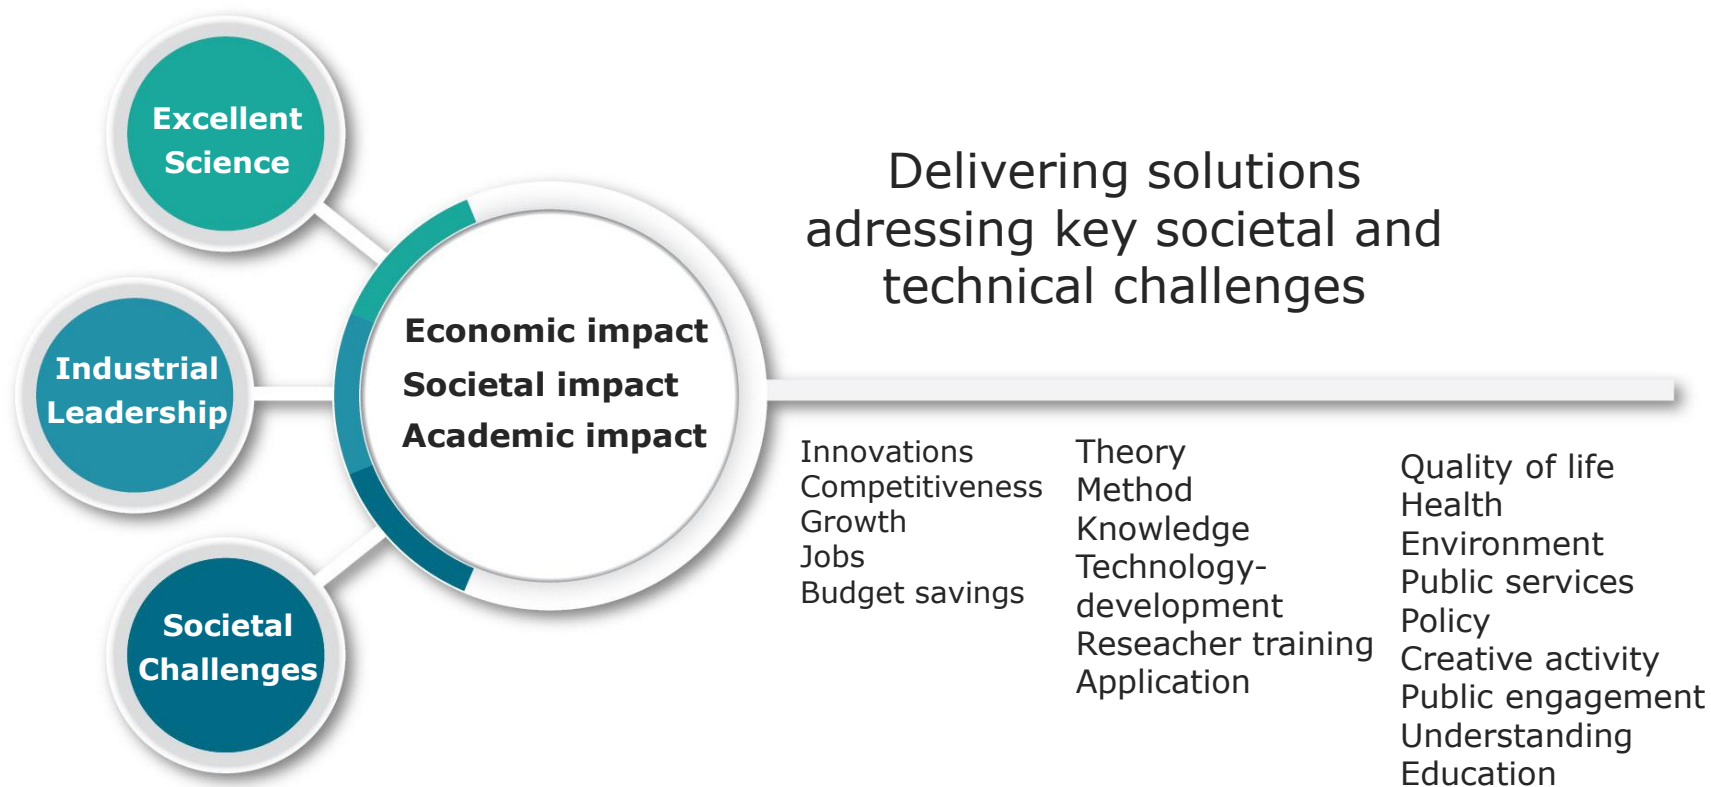 Excellent
Science
Industrial
Leadership
Societal
Challenges
Economic impact
Societal impact
Academic impact
Delivering solutions
adressing key societal and
technical challenges
Innovations
Competitiveness
Growth
Jobs
Budget savings
Theory
Method
Knowledge
Technology-
development
Reseacher training
Application
Quality of life
Health
Environment
Public services
Policy
Creative activity
Public engagement
Understanding
Education